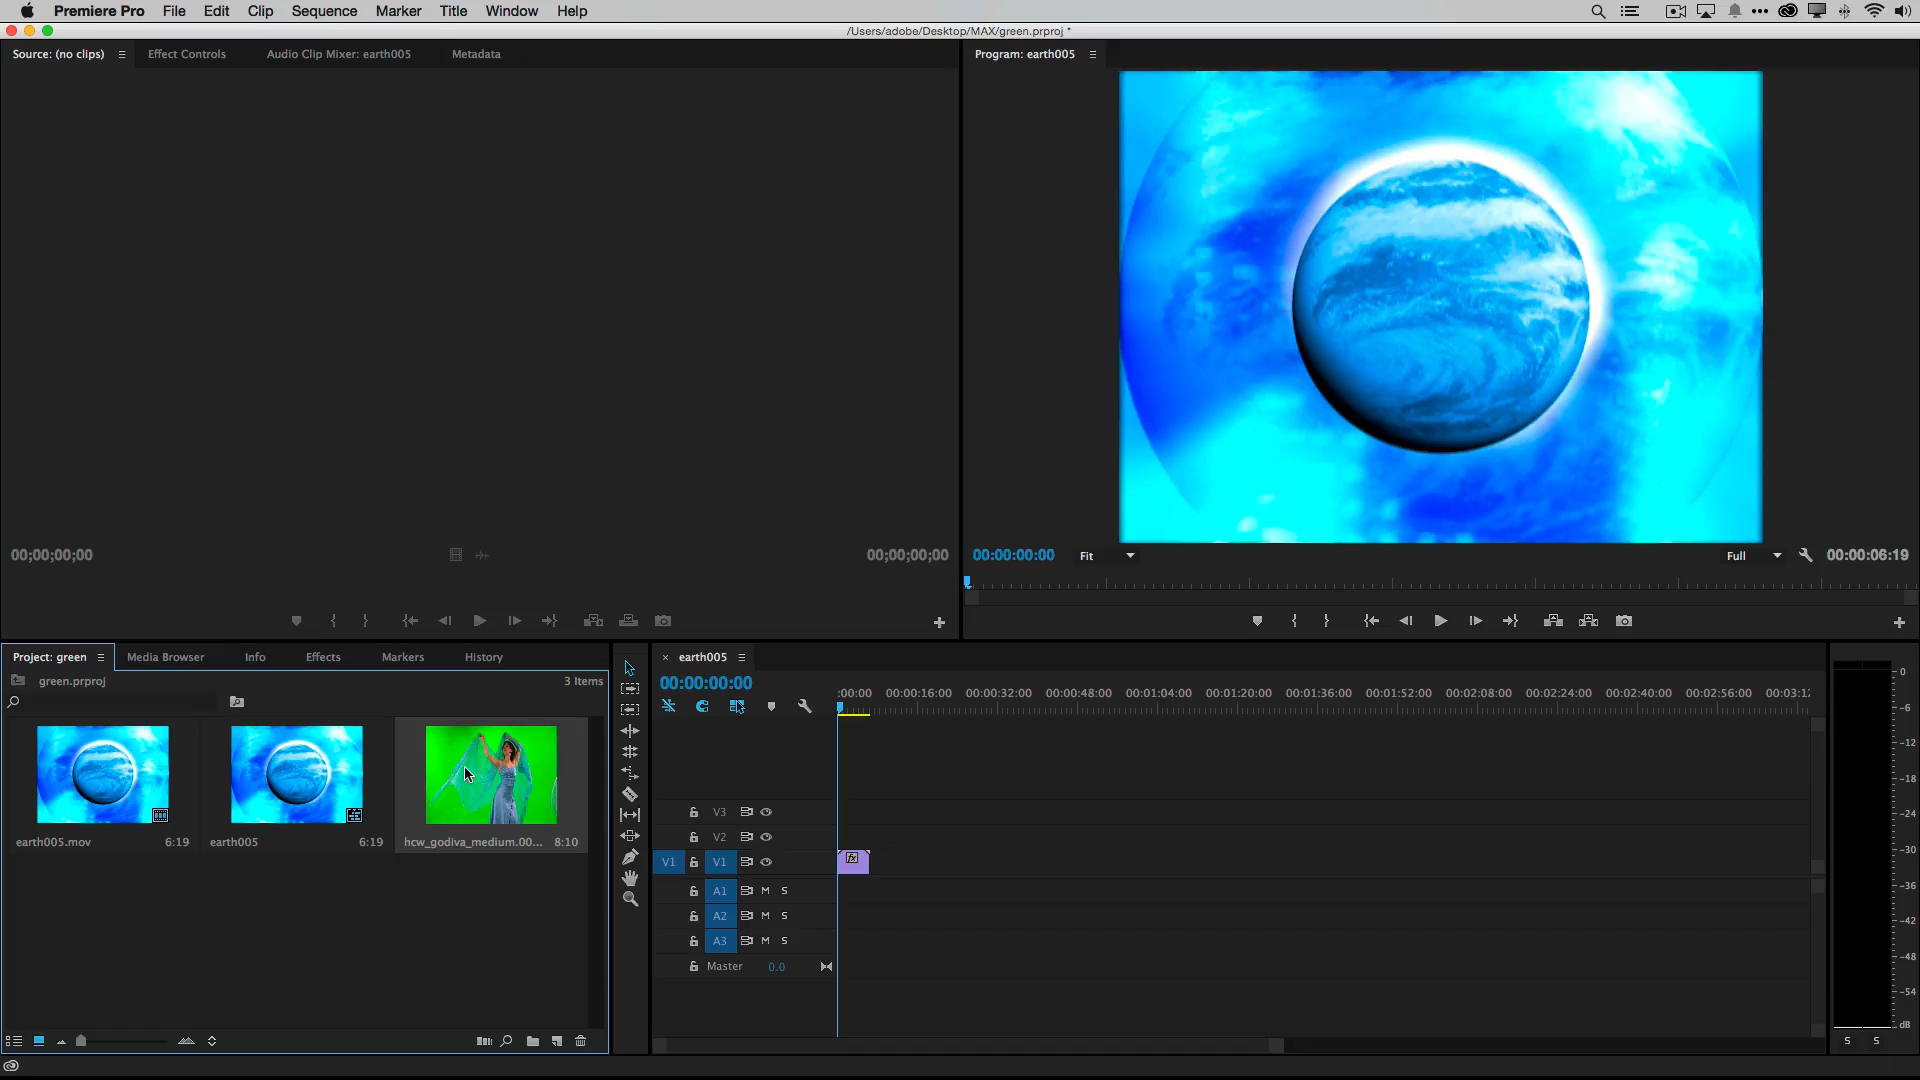 Premiere Pro File Edit Clip Sequence Marker Title Window Help
/Users/adobe/Desktop/MAX/green.prproj *
Source: (no clips) Effect Controls Audio Clip Mixer: earth005 Metadata
Program: earth005
00;00;00;00 00;00;00;00
00:00:00:00 Fit Full 00:00:06:19
Project: green Media Browser Info Effects Markers History
green.prproj 3 Items
earth005.mov 6:19 earth005 6:19 hcw_godiva_medium.00... 8:10
earth005
00:00:00:00
:00:00 00:00:16:00 00:00:32:00 00:00:48:00 00:01:04:00 00:01:20:00 00:01:36:00 00:01:52:00 00:02:08:00 00:02:24:00 00:02:40:00 00:02:56:00 00:03:12
V3
V2
V1 V1 fx
A1 M S
A2 M S
A3 M S
Master 0.0
0
-6
-12
-18
-24
-30
-36
-42
-48
-54
dB
S S